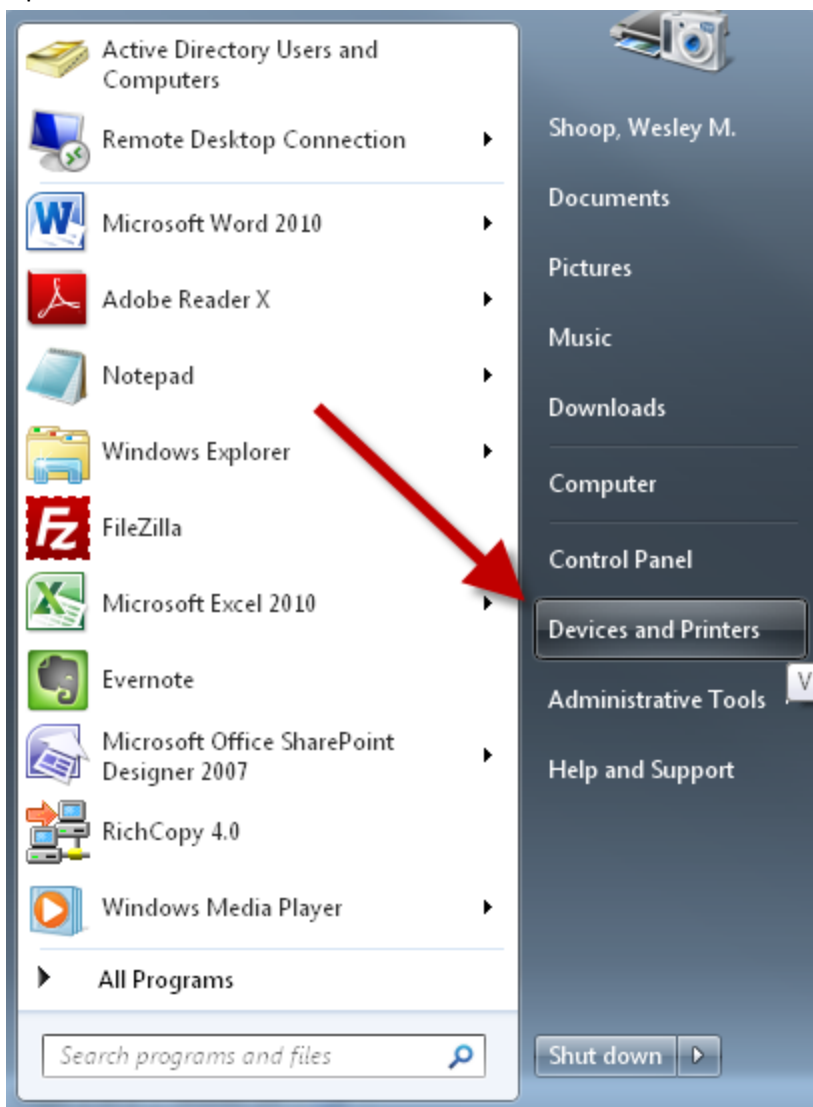 Active Directory Users and
Computers
Remote Desktop Connection
Microsoft Word 2010
Adobe Reader X
Notepad
Windows Explorer
FileZilla
Microsoft Excel 2010
Evernote
Microsoft Office SharePoint
Designer 2007
RichCopy 4.0
Windows Media Player
All Programs
Search programs and files
Shoop, Wesley M.
Documents
Pictures
Music
Downloads
Computer
Control Panel
Devices and Printers
V
Administrative Tools
Help and Support
Shut down